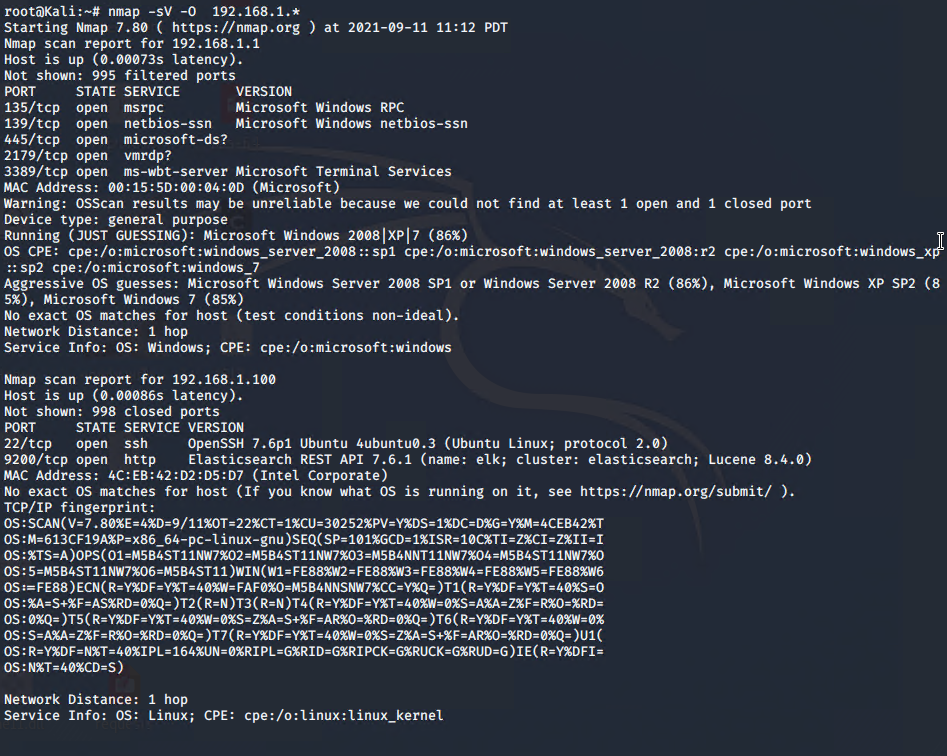 root@Kali:~# nmap -sV -O  192.168.1.*
Starting Nmap 7.80 ( https://nmap.org ) at 2021-09-11 11:12 PDT
Nmap scan report for 192.168.1.1
Host is up (0.00073s latency).
Not shown: 995 filtered ports
PORT     STATE SERVICE       VERSION
135/tcp  open  msrpc         Microsoft Windows RPC
139/tcp  open  netbios-ssn   Microsoft Windows netbios-ssn
445/tcp  open  microsoft-ds?
2179/tcp open  vmrdp?
3389/tcp open  ms-wbt-server Microsoft Terminal Services
MAC Address: 00:15:5D:00:04:0D (Microsoft)
Warning: OSScan results may be unreliable because we could not find at least 1 open and 1 closed port
Device type: general purpose
Running (JUST GUESSING): Microsoft Windows 2008|XP|7 (86%)
OS CPE: cpe:/o:microsoft:windows_server_2008::sp1 cpe:/o:microsoft:windows_server_2008:r2 cpe:/o:microsoft:windows_xp
::sp2 cpe:/o:microsoft:windows_7
Aggressive OS guesses: Microsoft Windows Server 2008 SP1 or Windows Server 2008 R2 (86%), Microsoft Windows XP SP2 (8
5%), Microsoft Windows 7 (85%)
No exact OS matches for host (test conditions non-ideal).
Network Distance: 1 hop
Service Info: OS: Windows; CPE: cpe:/o:microsoft:windows

Nmap scan report for 192.168.1.100
Host is up (0.00086s latency).
Not shown: 998 closed ports
PORT     STATE SERVICE VERSION
22/tcp   open  ssh     OpenSSH 7.6p1 Ubuntu 4ubuntu0.3 (Ubuntu Linux; protocol 2.0)
9200/tcp open  http    Elasticsearch REST API 7.6.1 (name: elk; cluster: elasticsearch; Lucene 8.4.0)
MAC Address: 4C:EB:42:D2:D5:D7 (Intel Corporate)
No exact OS matches for host (If you know what OS is running on it, see https://nmap.org/submit/ ).
TCP/IP fingerprint:
OS:SCAN(V=7.80%E=4%D=9/11%OT=22%CT=1%CU=30252%PV=Y%DS=1%DC=D%G=Y%M=4CEB42%T
OS:M=613CF19A%P=x86_64-pc-linux-gnu)SEQ(SP=101%GCD=1%ISR=10C%TI=Z%CI=Z%II=I
OS:%TS=A)OPS(O1=M5B4ST11NW7%O2=M5B4ST11NW7%O3=M5B4NNT11NW7%O4=M5B4ST11NW7%O
OS:5=M5B4ST11NW7%O6=M5B4ST11)WIN(W1=FE88%W2=FE88%W3=FE88%W4=FE88%W5=FE88%W6
OS:=FE88)ECN(R=Y%DF=Y%T=40%W=FAF0%O=M5B4NNSNW7%CC=Y%Q=)T1(R=Y%DF=Y%T=40%S=O
OS:%A=S+%F=AS%RD=0%Q=)T2(R=N)T3(R=N)T4(R=Y%DF=Y%T=40%W=0%S=A%A=Z%F=R%O=%RD=
OS:0%Q=)T5(R=Y%DF=Y%T=40%W=0%S=Z%A=S+%F=AR%O=%RD=0%Q=)T6(R=Y%DF=Y%T=40%W=0%
OS:S=A%A=Z%F=R%O=%RD=0%Q=)T7(R=Y%DF=Y%T=40%W=0%S=Z%A=S+%F=AR%O=%RD=0%Q=)U1(
OS:R=Y%DF=N%T=40%IPL=164%UN=0%RIPL=G%RID=G%RIPCK=G%RUCK=G%RUD=G)IE(R=Y%DFI=
OS:N%T=40%CD=S)

Network Distance: 1 hop
Service Info: OS: Linux; CPE: cpe:/o:linux:linux_kernel